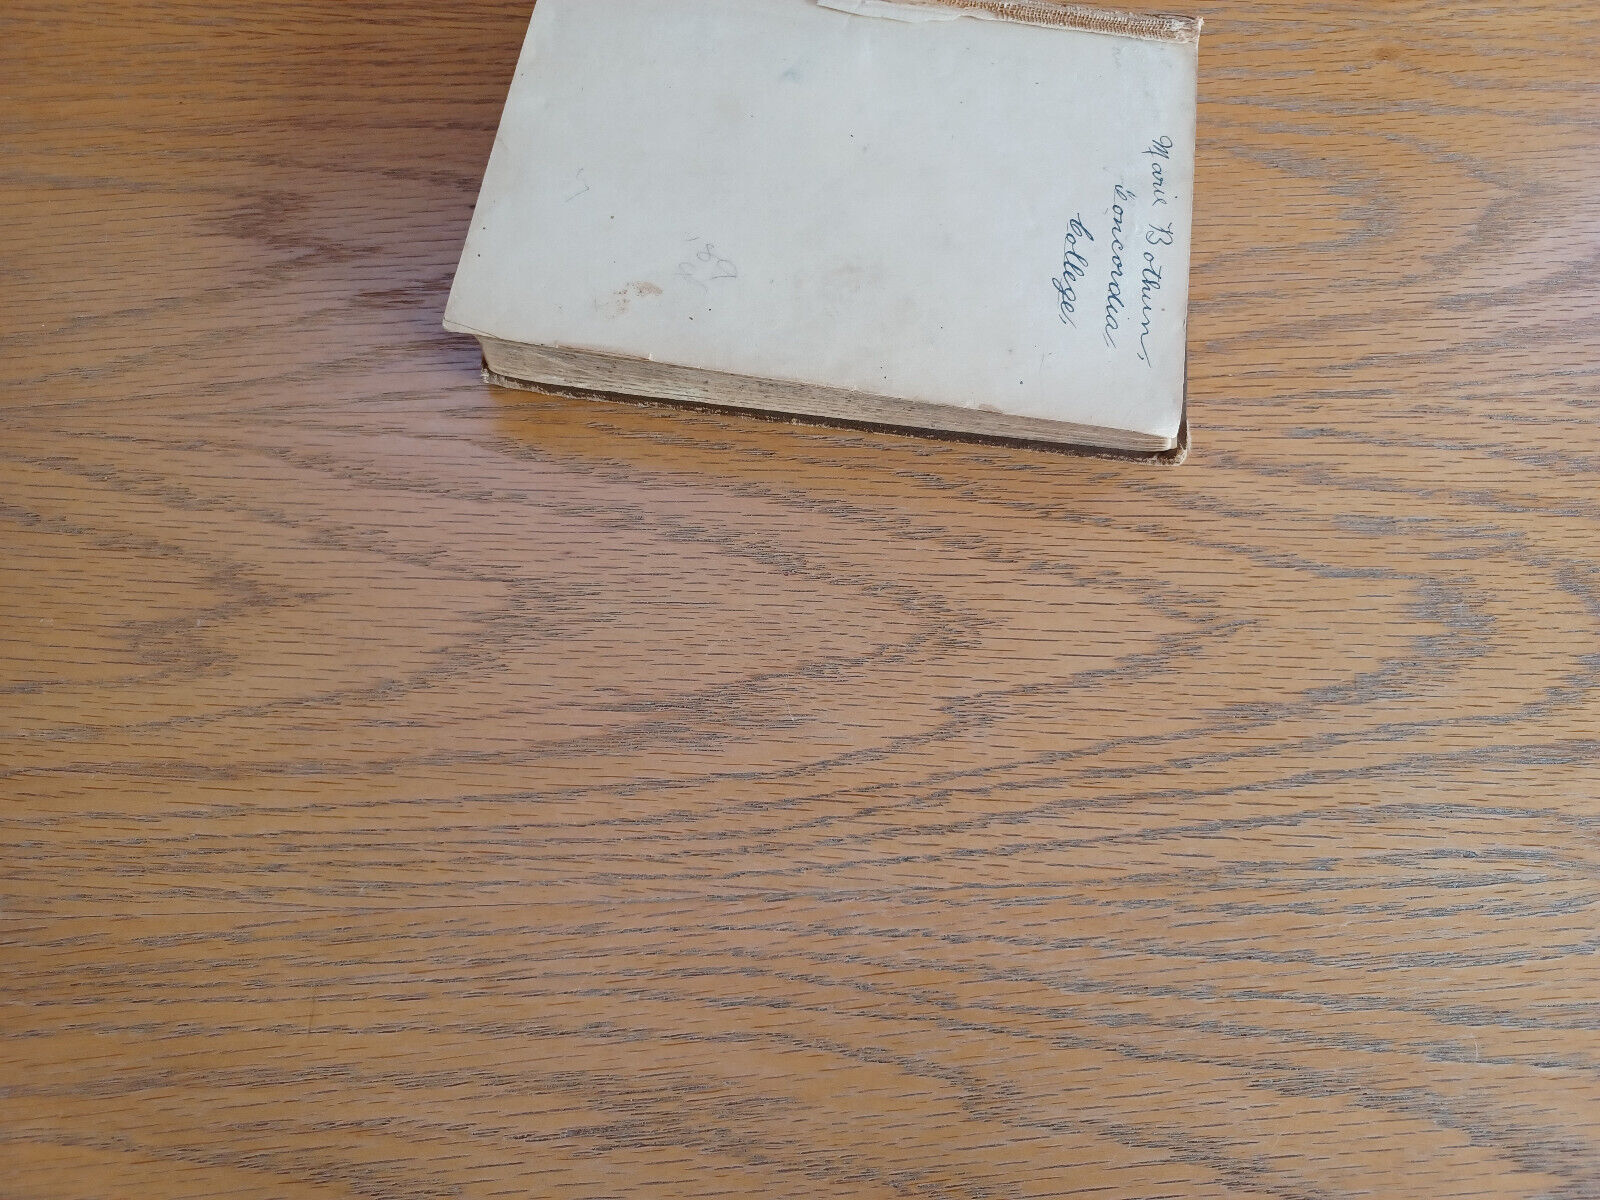 Marie Bothun,
Concordia
College,